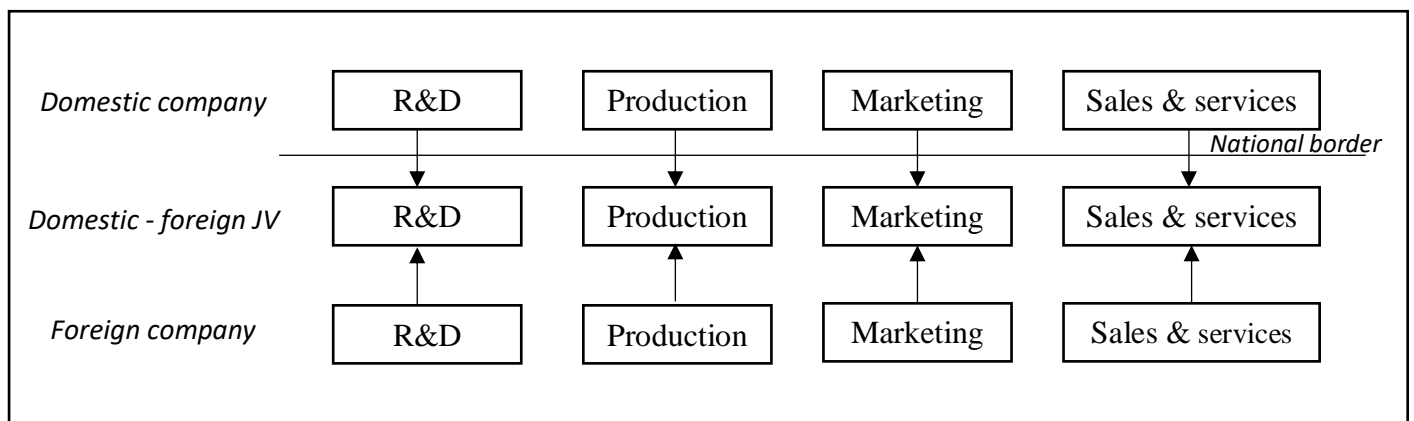 Domestic company R&D Production Marketing Sales & services
National border
Domestic - foreign JV R&D Production Marketing Sales & services
Foreign company R&D Production Marketing Sales & services